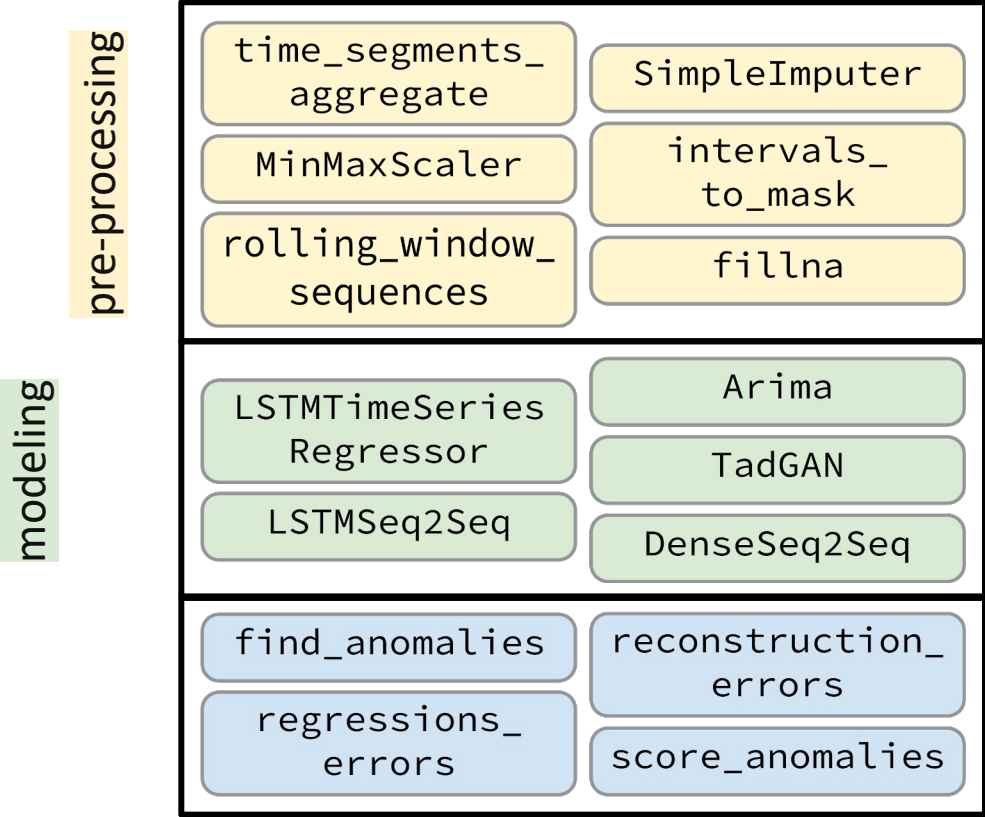 pre-processing
time_segments_
aggregate
MinMaxScaler
rolling_window_
sequences
SimpleImputer
intervals_
to_mask
fillna
modeling
LSTMTimeSeries
Regressor
LSTMSeq2Seq
Arima
TadGAN
DenseSeq2Seq
find_anomalies
regressions_
errors
reconstruction_
errors
score_anomalies